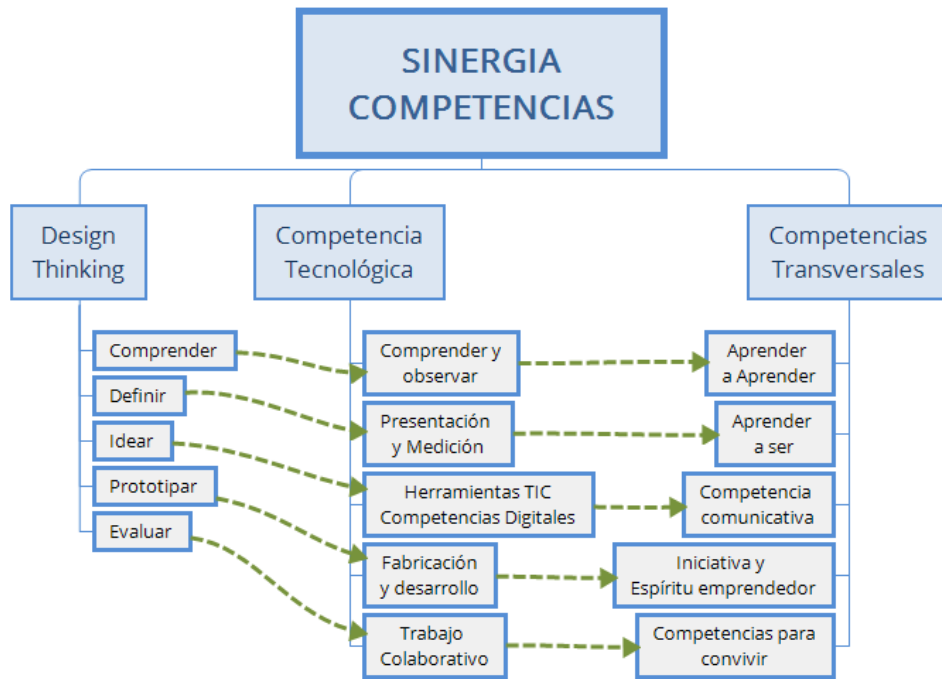 SINERGIA
COMPETENCIAS
Design
Thinking
Comprender
Definir
Idear
Prototipar
Evaluar
Competencia
Tecnológica
Comprender y
observar
Presentación
y Medición
Herramientas TIC
Competencias Digitales
Fabricación
y desarrollo
Trabajo
Colaborativo
Competencias
Transversales
Aprender
a Aprender
Aprender
a ser
Competencia
comunicativa
Iniciativa y
Espíritu emprendedor
Competencias para
convivir